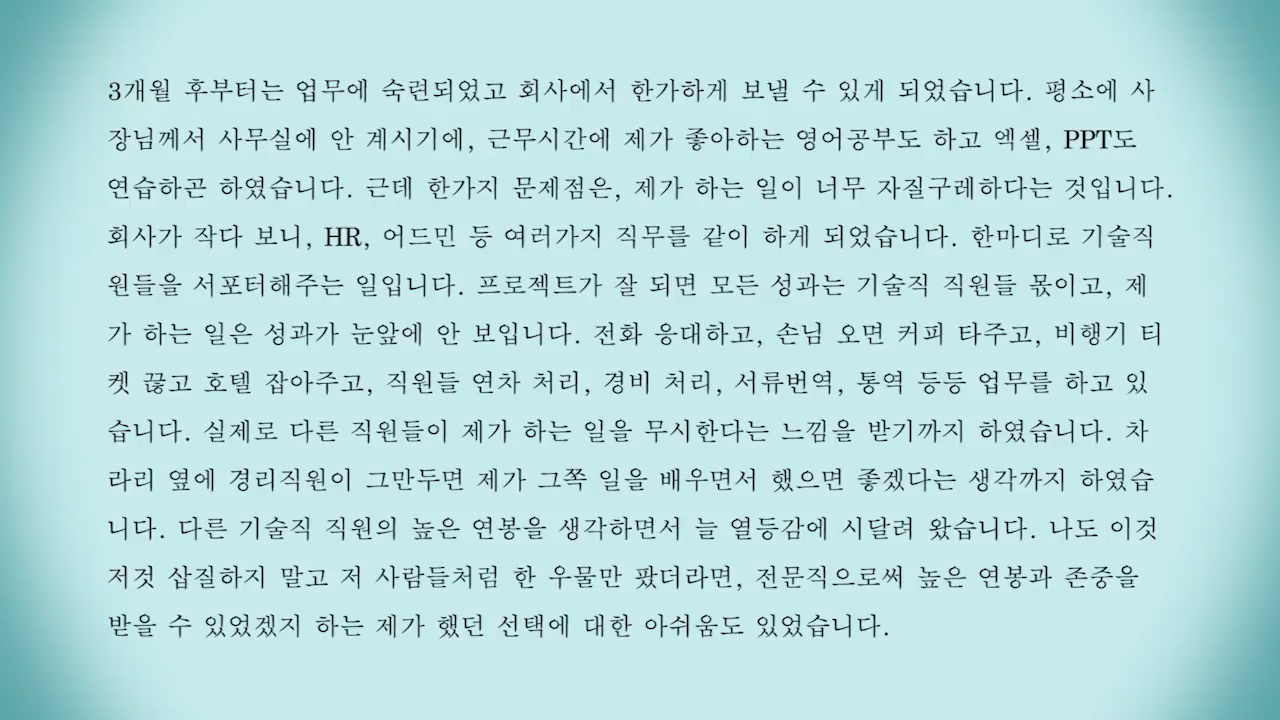 3개월 후부터는 업무에 숙련되었고 회사에서 한가하게 보낼 수 있게 되었습니다. 평소에 사
장님께서 사무실에 안 계시기에, 근무시간에 제가 좋아하는 영어공부도 하고 엑셀, PPT도
연습하곤 하였습니다. 근데 한가지 문제점은, 제가 하는 일이 너무 자질구레하다는 것입니다.
회사가 작다 보니, HR, 어드민 등 여러가지 직무를 같이 하게 되었습니다. 한마디로 기술직
원들을 서포터해주는 일입니다. 프로젝트가 잘 되면 모든 성과는 기술직 직원들 몫이고, 제
가 하는 일은 성과가 눈앞에 안 보입니다. 전화 응대하고, 손님 오면 커피 타주고, 비행기 티
켓 끊고 호텔 잡아주고, 직원들 연차 처리, 경비 처리, 서류번역, 통역 등등 업무를 하고 있
습니다. 실제로 다른 직원들이 제가 하는 일을 무시한다는 느낌을 받기까지 하였습니다. 차
라리 옆에 경리직원이 그만두면 제가 그쪽 일을 배우면서 했으면 좋겠다는 생각까지 하였습
니다. 다른 기술직 직원의 높은 연봉을 생각하면서 늘 열등감에 시달려 왔습니다. 나도 이것
저것 삽질하지 말고 저 사람들처럼 한 우물만 팠더라면, 전문직으로써 높은 연봉과 존중을
받을 수 있었겠지 하는 제가 했던 선택에 대한 아쉬움도 있었습니다.